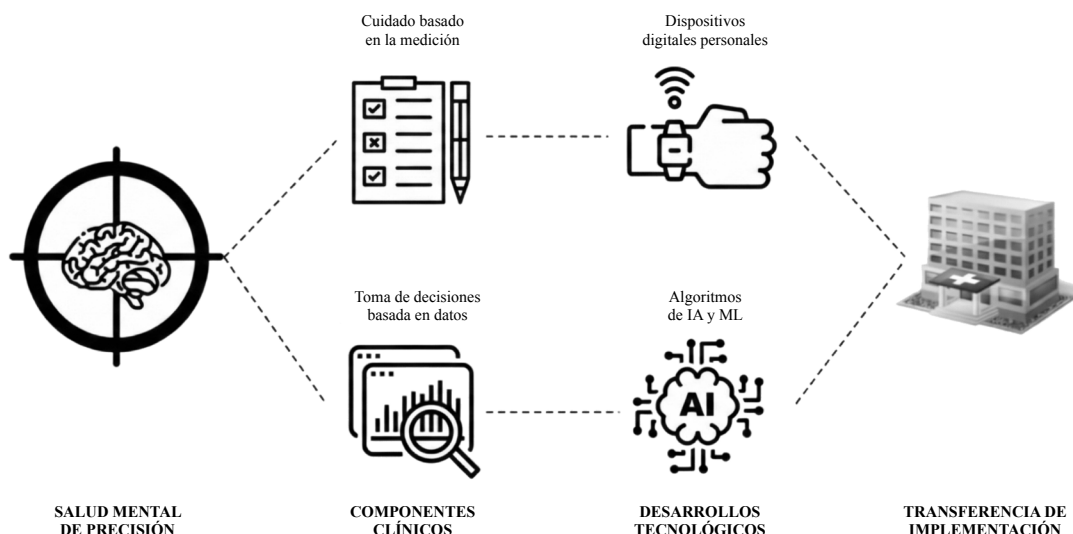 Cuidado basado
en la medición
Dispositivos
digitales personales
Toma de decisiones
basada en datos
Algoritmos
de IA y ML
AI
SALUD MENTAL
DE PRECISIÓN
COMPONENTES
CLÍNICOS
DESARROLLOS
TECNOLÓGICOS
TRANSFERENCIA DE
IMPLEMENTACIÓN